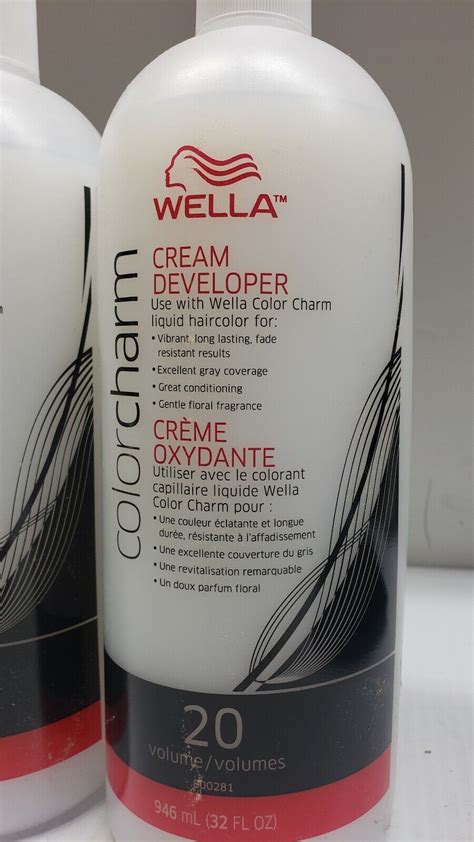 WELLA™
colorcharm
CREAM
DEVELOPER
Use with Wella Color Charm
liquid haircolor for:
• Vibrant, long lasting, fade
resistant results
• Excellent gray coverage
• Great conditioning
• Gentle floral fragrance
CRÈME
OXYDANTE
Utiliser avec le colorant
capillaire liquide Wella
Color Charm pour :
• Une couleur éclatante et longue
durée, résistante à l'affadissement
• Une excellente couverture du gris
• Une revitalisation remarquable
• Un doux parfum floral
20
volume/volumes
800281
946 mL (32 FL OZ)